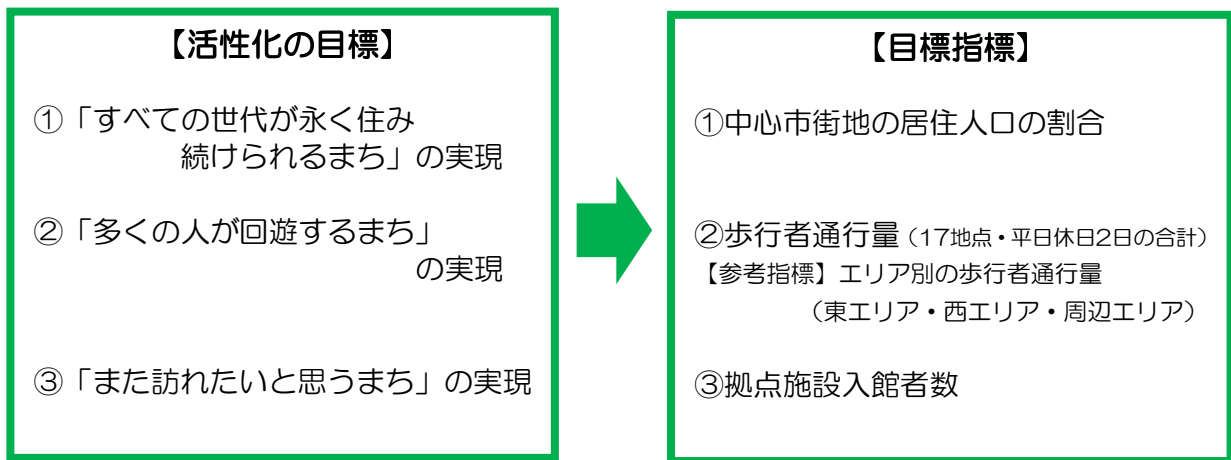 【活性化の目標】
①「すべての世代が永く住み
続けられるまち」の実現
②「多くの人が回遊するまち」
の実現
③「また訪れたいと思うまち」の実現
【目標指標】
①中心市街地の居住人口の割合
②歩行者通行量（17地点・平日休日2日の合計）
【参考指標】エリア別の歩行者通行量
（東エリア・西エリア・周辺エリア）
③拠点施設入館者数